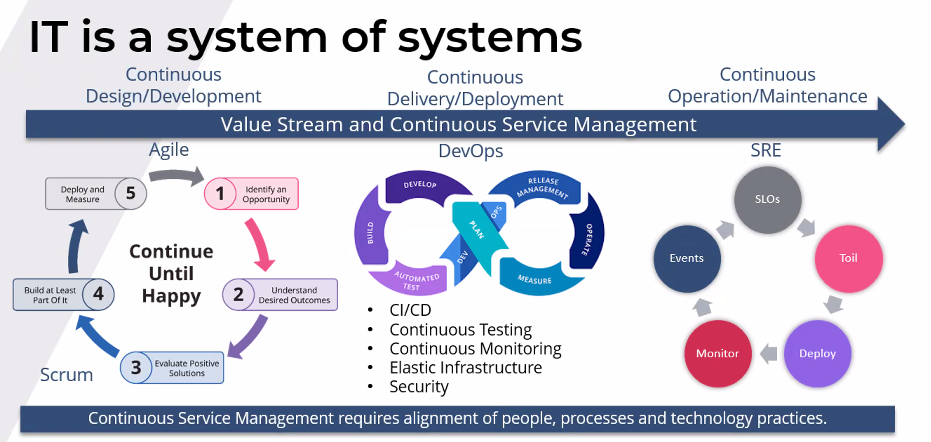 IT is a system of systems
Continuous
Design/Development
Continuous
Delivery/Deployment
Continuous
Operation/Maintenance
Value Stream and Continuous Service Management
Agile
Deploy and
Measure
5
1
Identify an
Opportunity
Continue
Until
Happy
Build at Least
Part Of It
4
2
Understand
Desired Outcomes
3
Evaluate Positive
Solutions
Scrum
DevOps
DEVELOP
RELEASE
MANAGEMENT
BUILD
PLAN
OPS
DEV
OPERATE
AUTOMATED
TEST
MEASURE
• CI/CD
• Continuous Testing
• Continuous Monitoring
• Elastic Infrastructure
• Security
SRE
SLOs
Events
Toil
Monitor
Deploy
Continuous Service Management requires alignment of people, processes and technology practices.